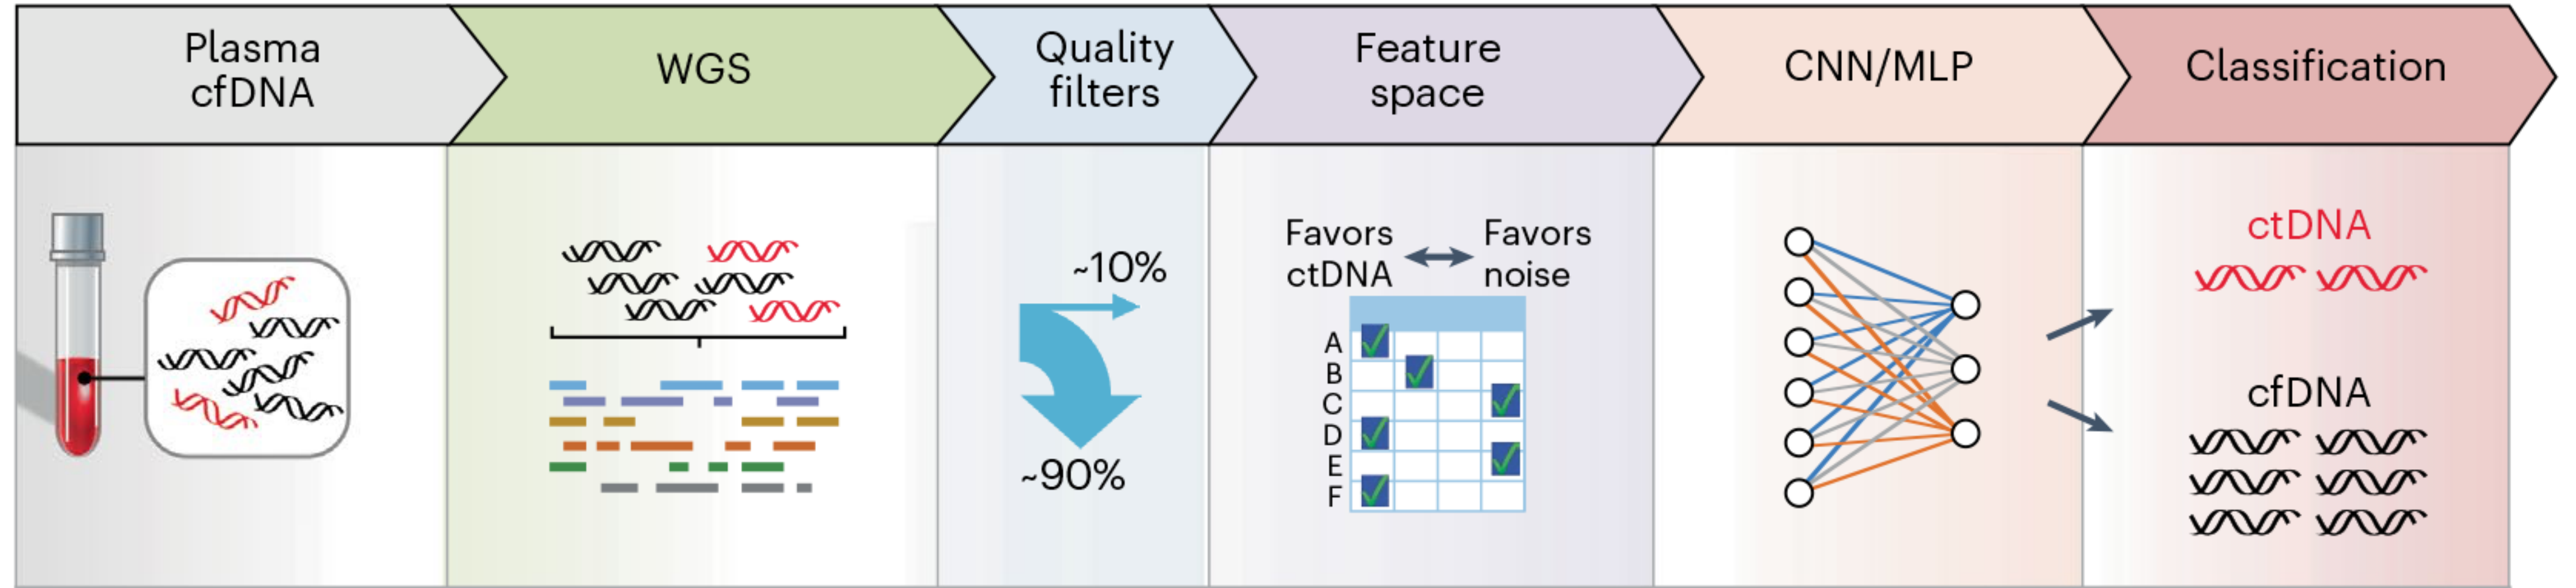 Plasma
cfDNA
WGS
Quality
filters
Feature
space
CNN/MLP
Classification
~10%
~90%
Favors
ctDNA
Favors
noise
A
B
C
D
E
F
ctDNA
cfDNA